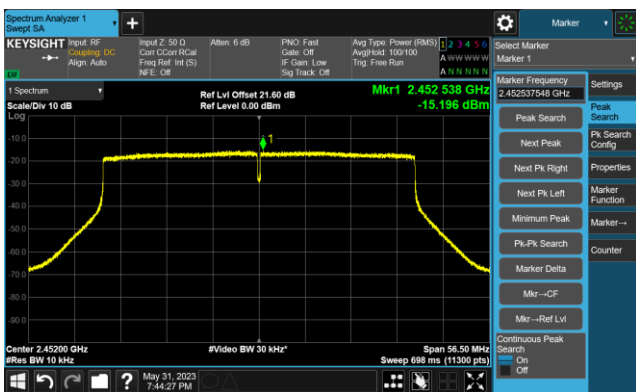 Spectrum Analyzer 1
Swept SA
Marker
KEYSIGHT
Input: RF
Coupling: DC
Align: Auto
Input Z: 50 Ω
Corr CCorr RCal
Freq Ref: Int (S)
NFE: Off
Atten: 6 dB
PNO: Fast
Gate: Off
IF Gain: Low
Sig Track: Off
Avg Type: Power (RMS)
Avg|Hold: 100/100
Trig: Free Run
1 2 3 4 5 6
A W W W W W
A N N N N N
Select Marker
Marker 1
1 Spectrum
Scale/Div 10 dB
Log
Ref Lvl Offset 21.60 dB
Ref Level 0.00 dBm
Mkr1 2.452 538 GHz
-15.196 dBm
1
-10.0
-20.0
-30.0
-40.0
-50.0
-60.0
-70.0
-80.0
-90.0
Center 2.45200 GHz
#Res BW 10 kHz
#Video BW 30 kHz*
Span 56.50 MHz
Sweep 698 ms (11300 pts)
Marker Frequency
2.452537548 GHz
Peak Search
Next Peak
Next Pk Right
Next Pk Left
Minimum Peak
Pk-Pk Search
Marker Delta
Mkr→CF
Mkr→Ref Lvl
Continuous Peak
Search
On
Off
Settings
Peak
Search
Pk Search
Config
Properties
Marker
Function
Marker→
Counter
?
May 31, 2023
7:44:27 PM